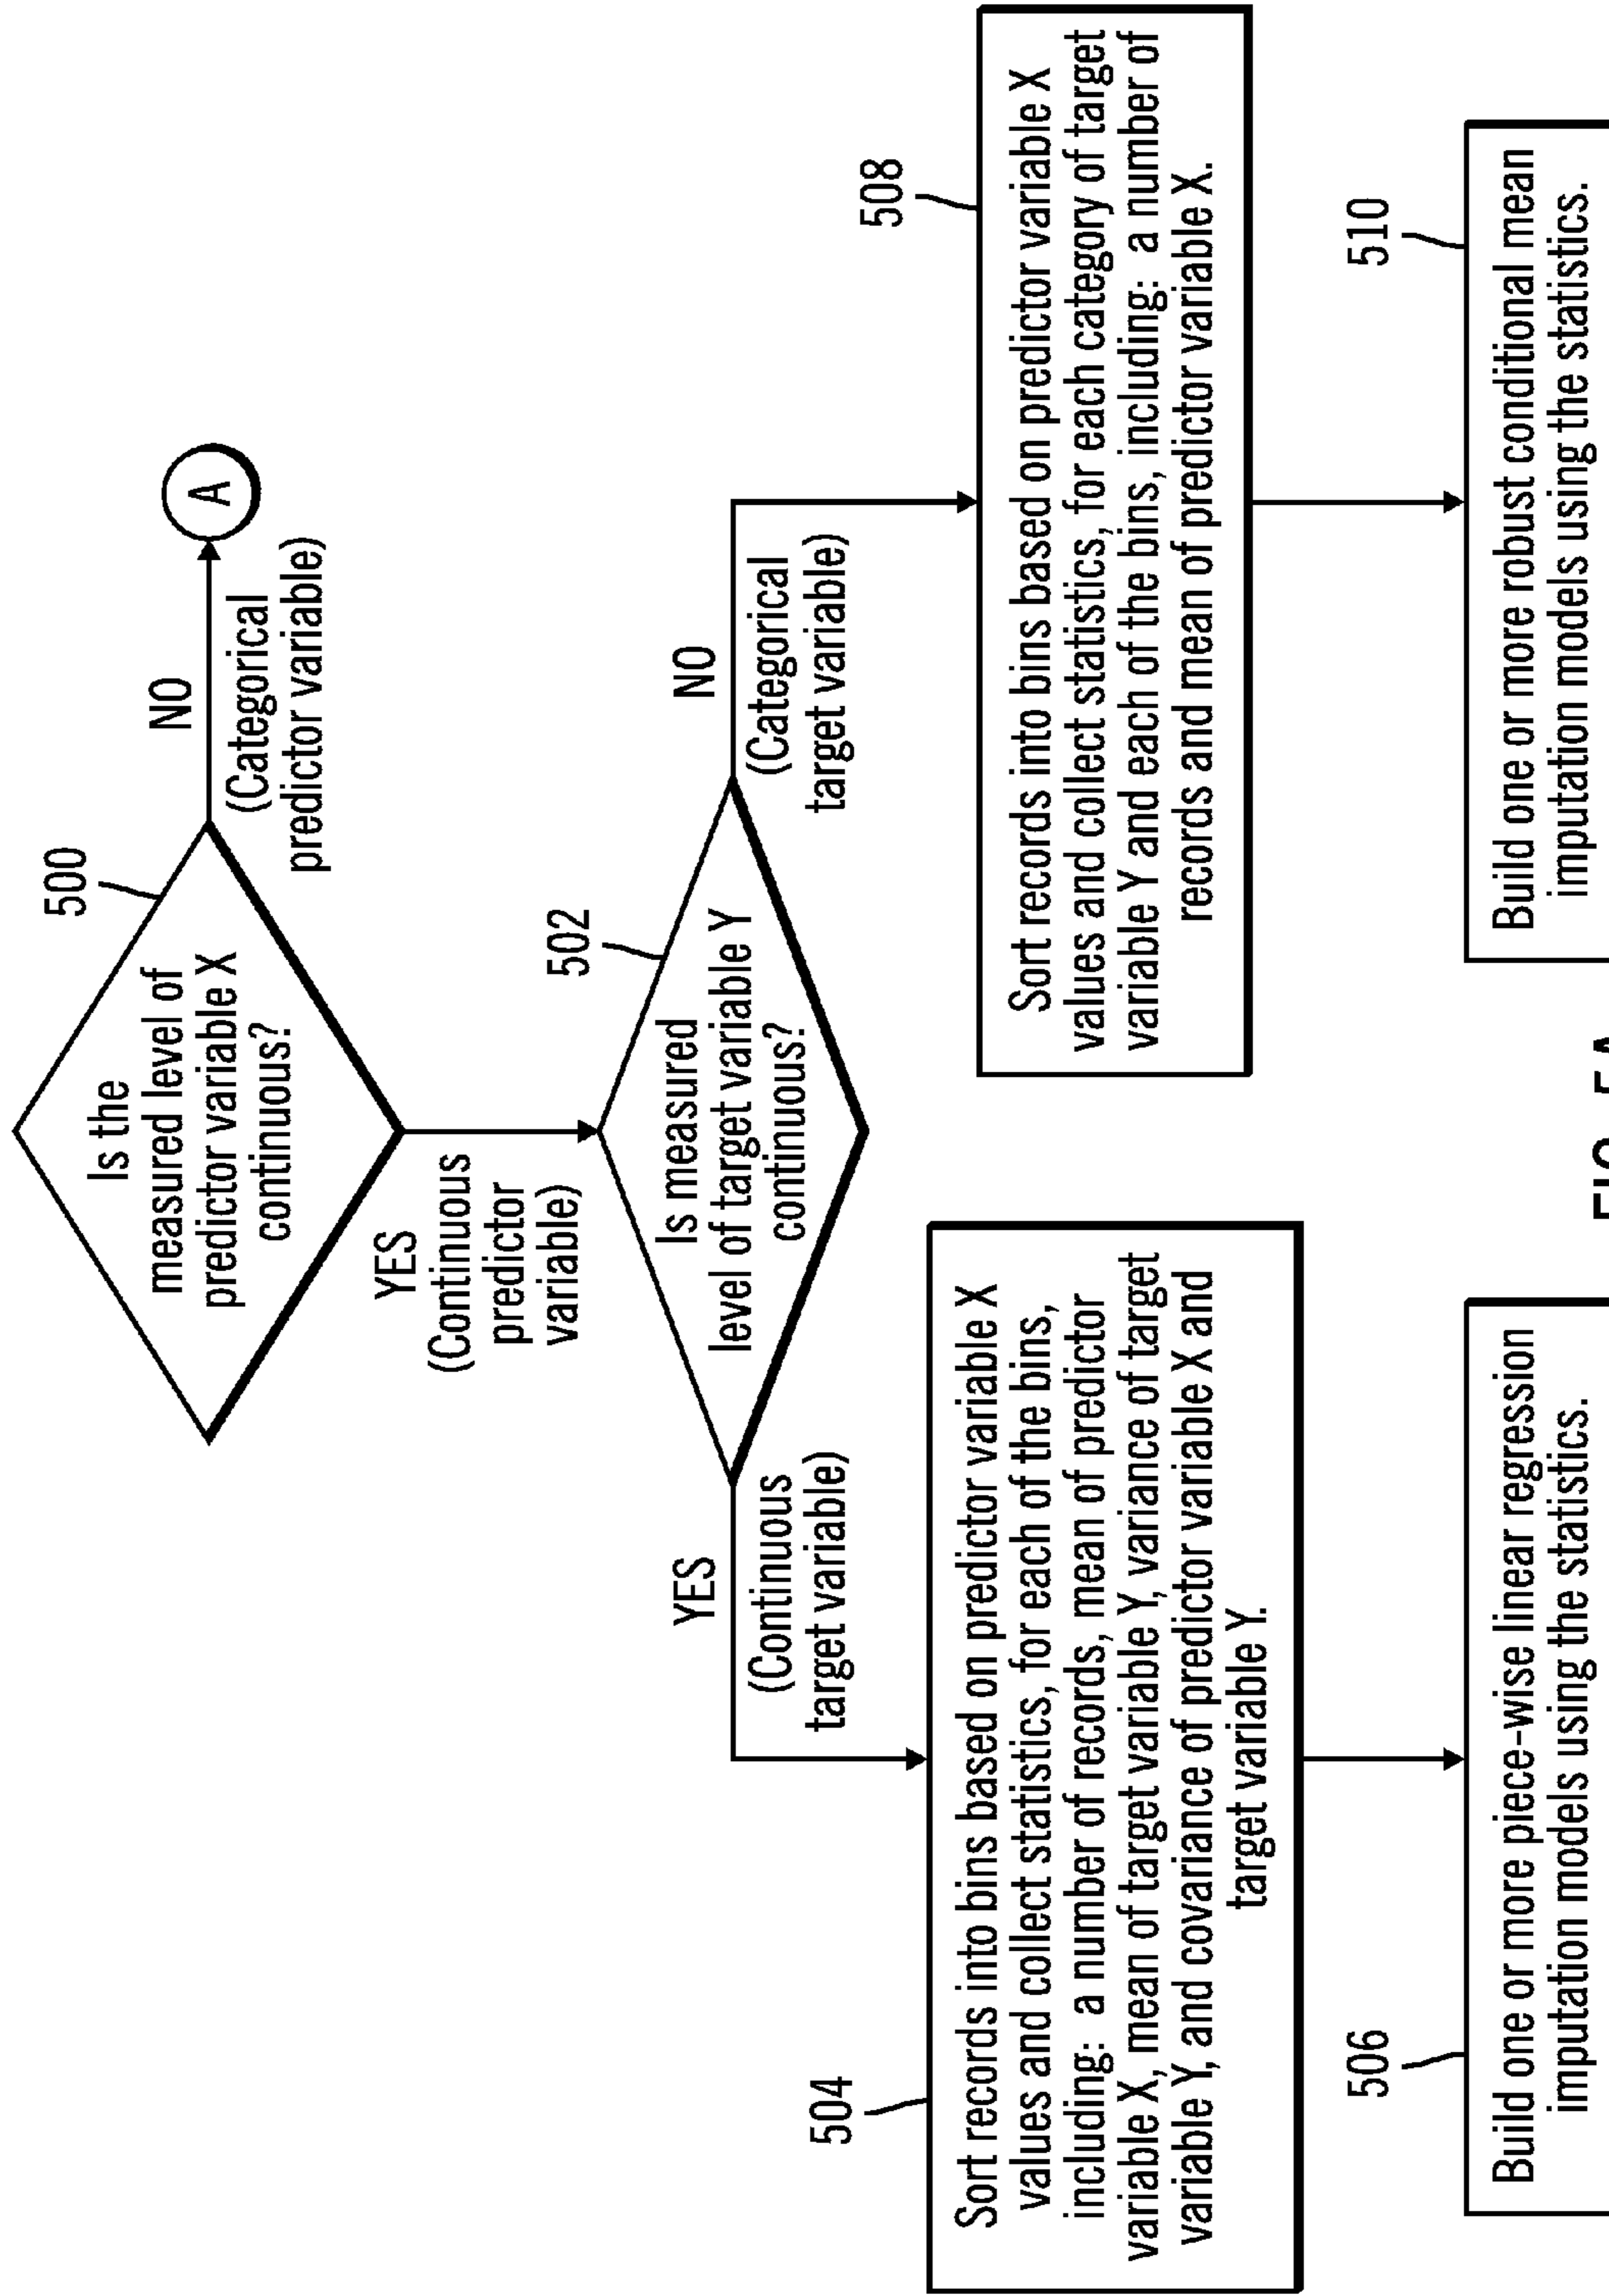 500
Is the
measured level of
predictor variable X
continuous?
NO
(Categorical
predictor variable)
A
YES
(Continuous
predictor
variable)
502
Is measured
level of target variable Y
continuous?
YES
(Continuous
target variable)
NO
(Categorical
target variable)
504
Sort records into bins based on predictor variable X
values and collect statistics, for each of the bins,
including: a number of records, mean of predictor
variable X, mean of target variable Y, variance of target
variable Y, and covariance of predictor variable X and
target variable Y.
508
Sort records into bins based on predictor variable X
values and collect statistics, for each category of target
variable Y and each of the bins, including: a number of
records and mean of predictor variable X.
506
Build one or more piece-wise linear regression
imputation models using the statistics.
510
Build one or more robust conditional mean
imputation models using the statistics.